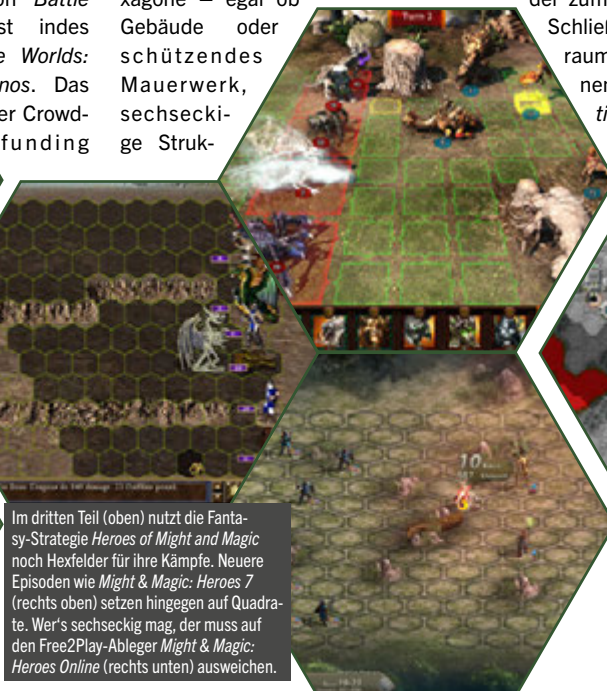 on Battle
st indes
e Worlds:
nos. Das
er Crowd-
funding
xagone – egal ob
Gebäude oder
schützendes
Mauerwerk,
sechsecki-
ge Struk-
der zum
Schließ
raum
nen
ti
Turn 2
Im dritten Teil (oben) nutzt die Fanta-
sy-Strategie Heroes of Might and Magic
noch Hexfelder für ihre Kämpfe. Neuere
Episoden wie Might & Magic: Heroes 7
(rechts oben) setzen hingegen auf Quadra-
te. Wer's sechseckig mag, der muss auf
den Free2Play-Ableger Might & Magic:
Heroes Online (rechts unten) ausweichen.
10